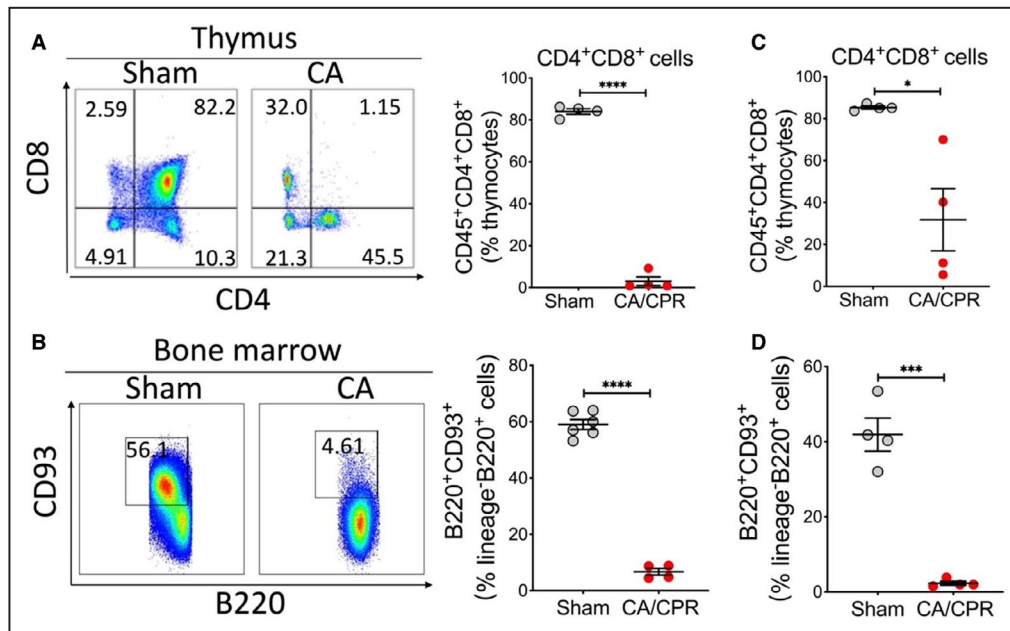 A
Thymus
Sham
CA
2.59
82.2
32.0
1.15
4.91
10.3
21.3
45.5
CD8
CD4
CD4⁺CD8⁺ cells
CD45⁺CD4⁺CD8⁺
(% thymocytes)
100
80
60
40
20
0
****
Sham
CA/CPR
C
CD4⁺CD8⁺ cells
CD45⁺CD4⁺CD8⁺
(% thymocytes)
100
80
60
40
20
0
*
Sham
CA/CPR
B
Bone marrow
Sham
CA
56.1
4.61
CD93
B220
B220⁺CD93⁺
(% lineage⁻B220⁺ cells)
80
60
40
20
0
****
Sham
CA/CPR
D
B220⁺CD93⁺
(% lineage⁻B220⁺ cells)
60
40
20
0
***
Sham
CA/CPR